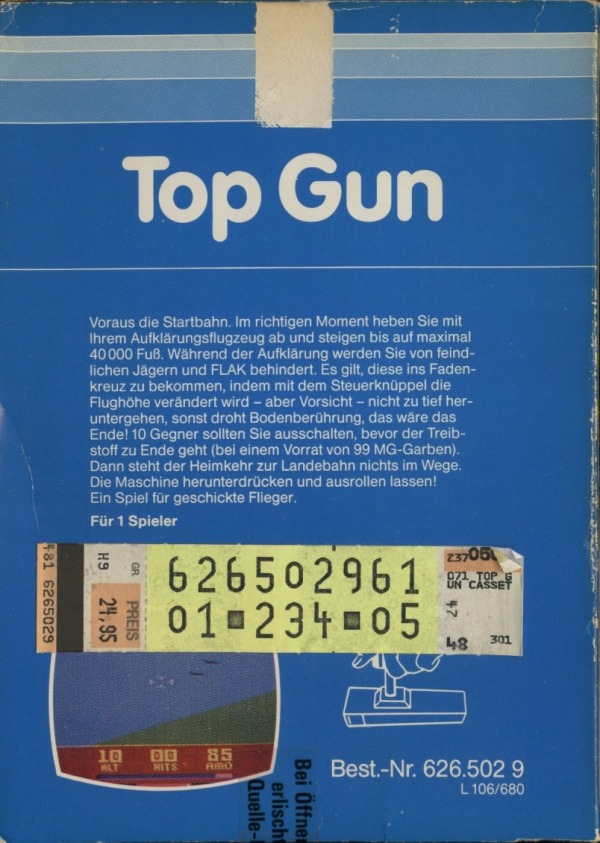 Top Gun
Voraus die Startbahn. Im richtigen Moment heben Sie mit
Ihrem Aufklärungsflugzeug ab und steigen bis auf maximal
40 000 Fuß. Während der Aufklärung werden Sie von feind-
lichen Jägern und FLAK behindert. Es gilt, diese ins Faden-
kreuz zu bekommen, indem mit dem Steuerknüppel die
Flughöhe verändert wird – aber Vorsicht – nicht zu tief her-
untergehen, sonst droht Bodenberührung, das wäre das
Ende! 10 Gegner sollten Sie ausschalten, bevor der Treib-
stoff zu Ende geht (bei einem Vorrat von 99 MG-Garben).
Dann steht der Heimkehr zur Landebahn nichts im Wege.
Die Maschine herunterdrücken und ausrollen lassen!
Ein Spiel für geschickte Flieger.
Für 1 Spieler
481 6265029
H9
GR
PREIS
24,95
626502961
01 ■ 234 ■ 05
237050
071 TOP G
UN CASSET
47
48 301
10 00 85
ALT HITS AMO
Bei Öffne
erlisch
Quelle-
Best.-Nr. 626.502 9
L 106/680